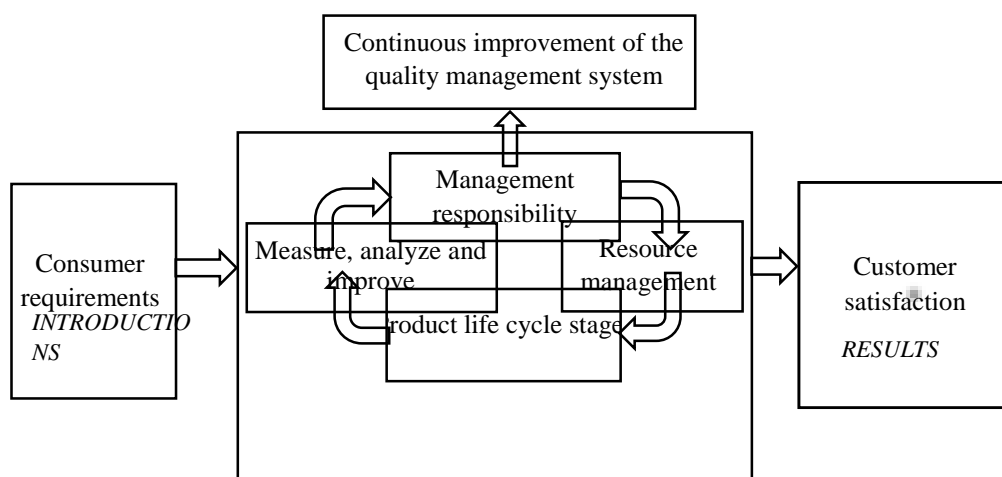 Continuous improvement of the
quality management system
Management
responsibility
Measure, analyze and
improve
Resource
management
roduct life cycle stage
Consumer
requirements
INTRODUCTIO
NS
Customer
satisfaction
RESULTS